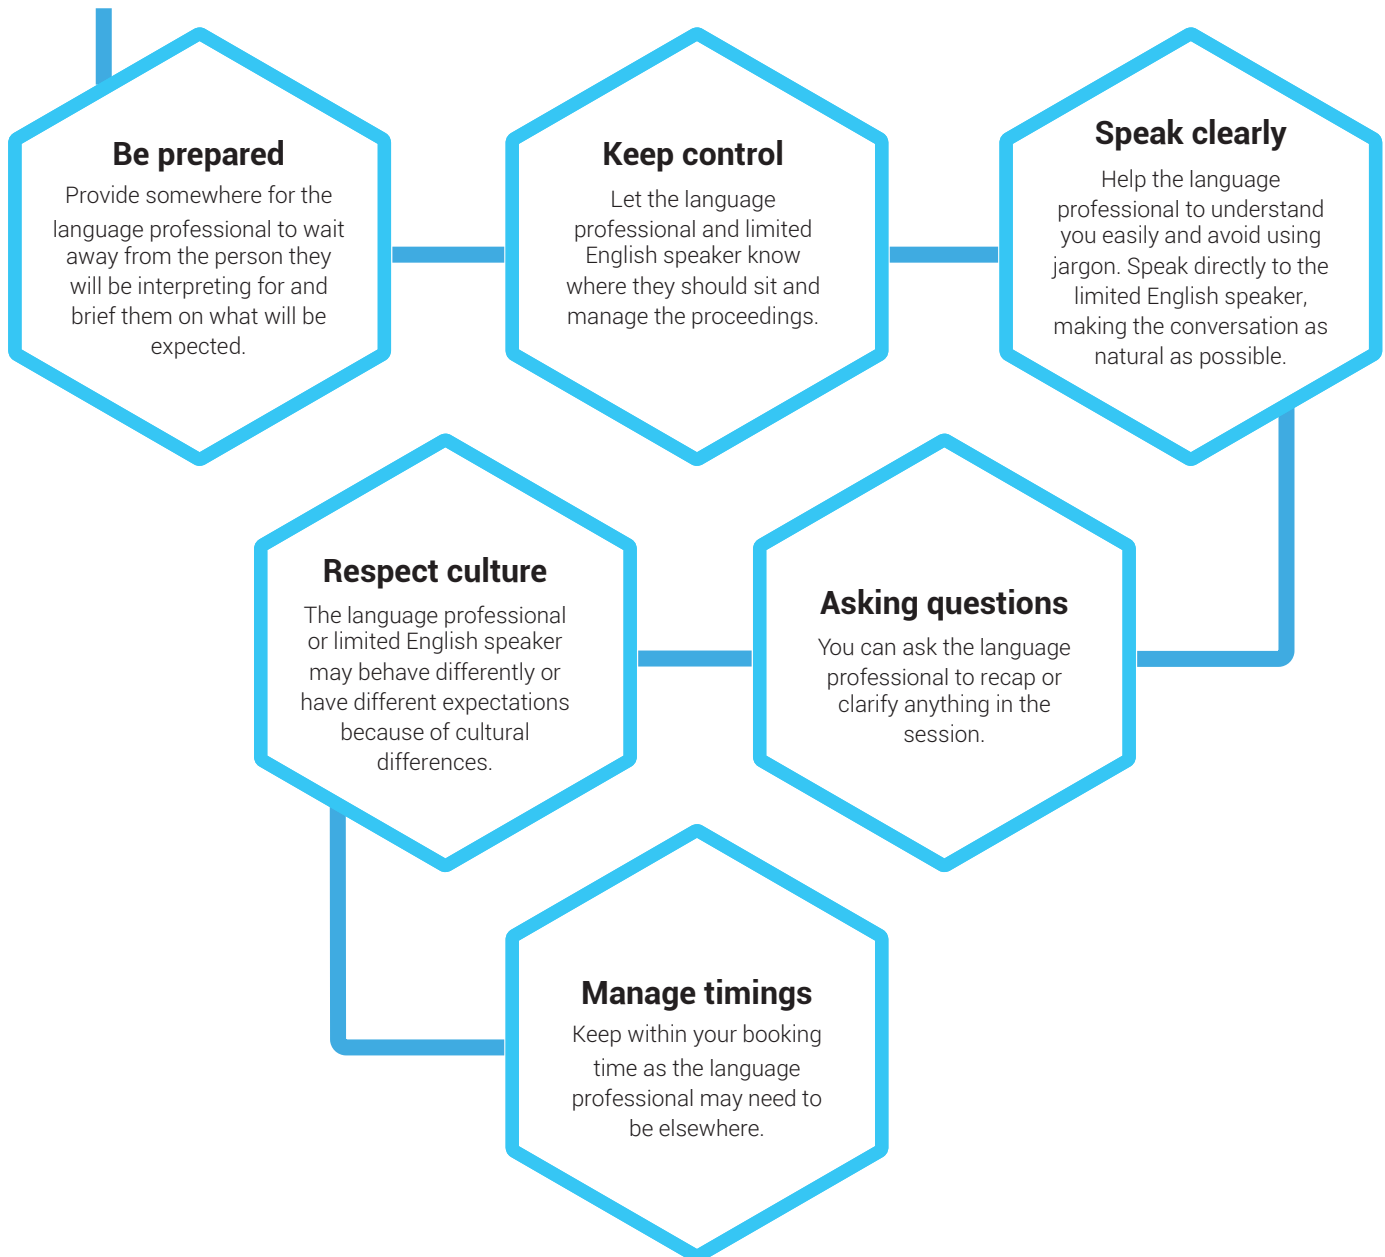 Be prepared
Provide somewhere for the
language professional to wait
away from the person they
will be interpreting for and
brief them on what will be
expected.
Keep control
Let the language
professional and limited
English speaker know
where they should sit and
manage the proceedings.
Speak clearly
Help the language
professional to understand
you easily and avoid using
jargon. Speak directly to the
limited English speaker,
making the conversation as
natural as possible.
Asking questions
You can ask the language
professional to recap or
clarify anything in the
session.
Respect culture
The language professional
or limited English speaker
may behave differently or
have different expectations
because of cultural
differences.
Manage timings
Keep within your booking
time as the language
professional may need to
be elsewhere.